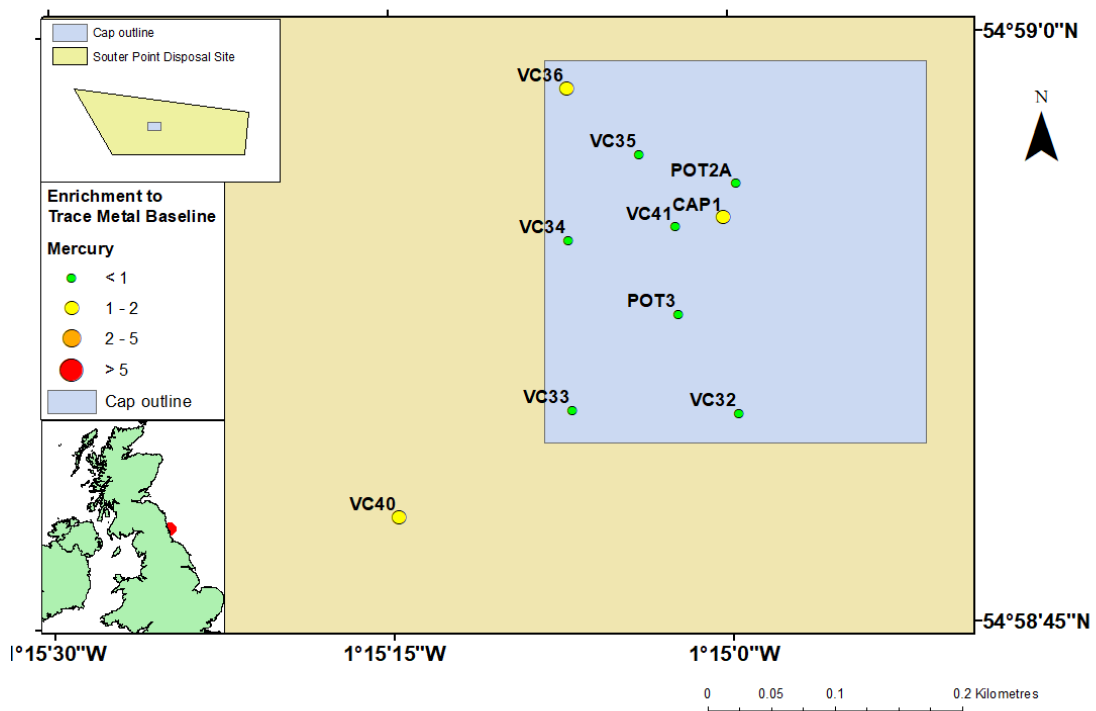 Cap outline
Souter Point Disposal Site
Enrichment to
Trace Metal Baseline
Mercury
< 1
1 - 2
2 - 5
> 5
Cap outline
VC36
VC35
POT2A
CAP1
VC41
VC34
POT3
VC33
VC32
VC40
54°59'0"N
N
54°58'45"N
1°15'30"W
1°15'15"W
1°15'0"W
0 0.05 0.1 0.2 Kilometres